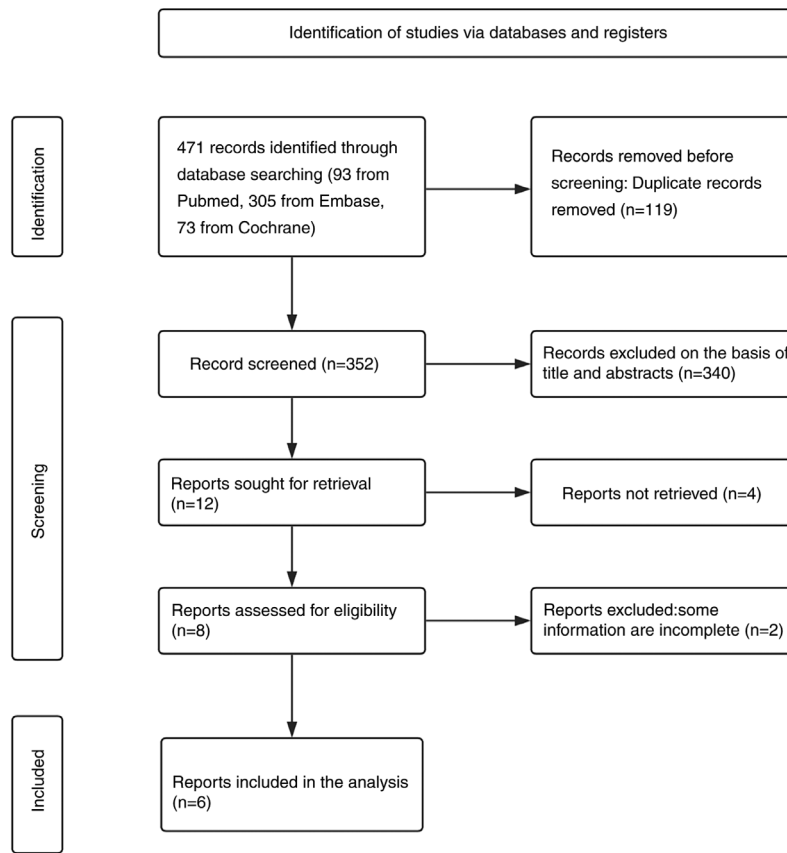 Identification of studies via databases and registers
Identification
471 records identified through
database searching (93 from
Pubmed, 305 from Embase,
73 from Cochrane)
Records removed before
screening: Duplicate records
removed (n=119)
Screening
Record screened (n=352)
Records excluded on the basis of
title and abstracts (n=340)
Reports sought for retrieval
(n=12)
Reports not retrieved (n=4)
Reports assessed for eligibility
(n=8)
Reports excluded:some
information are incomplete (n=2)
Included
Reports included in the analysis
(n=6)